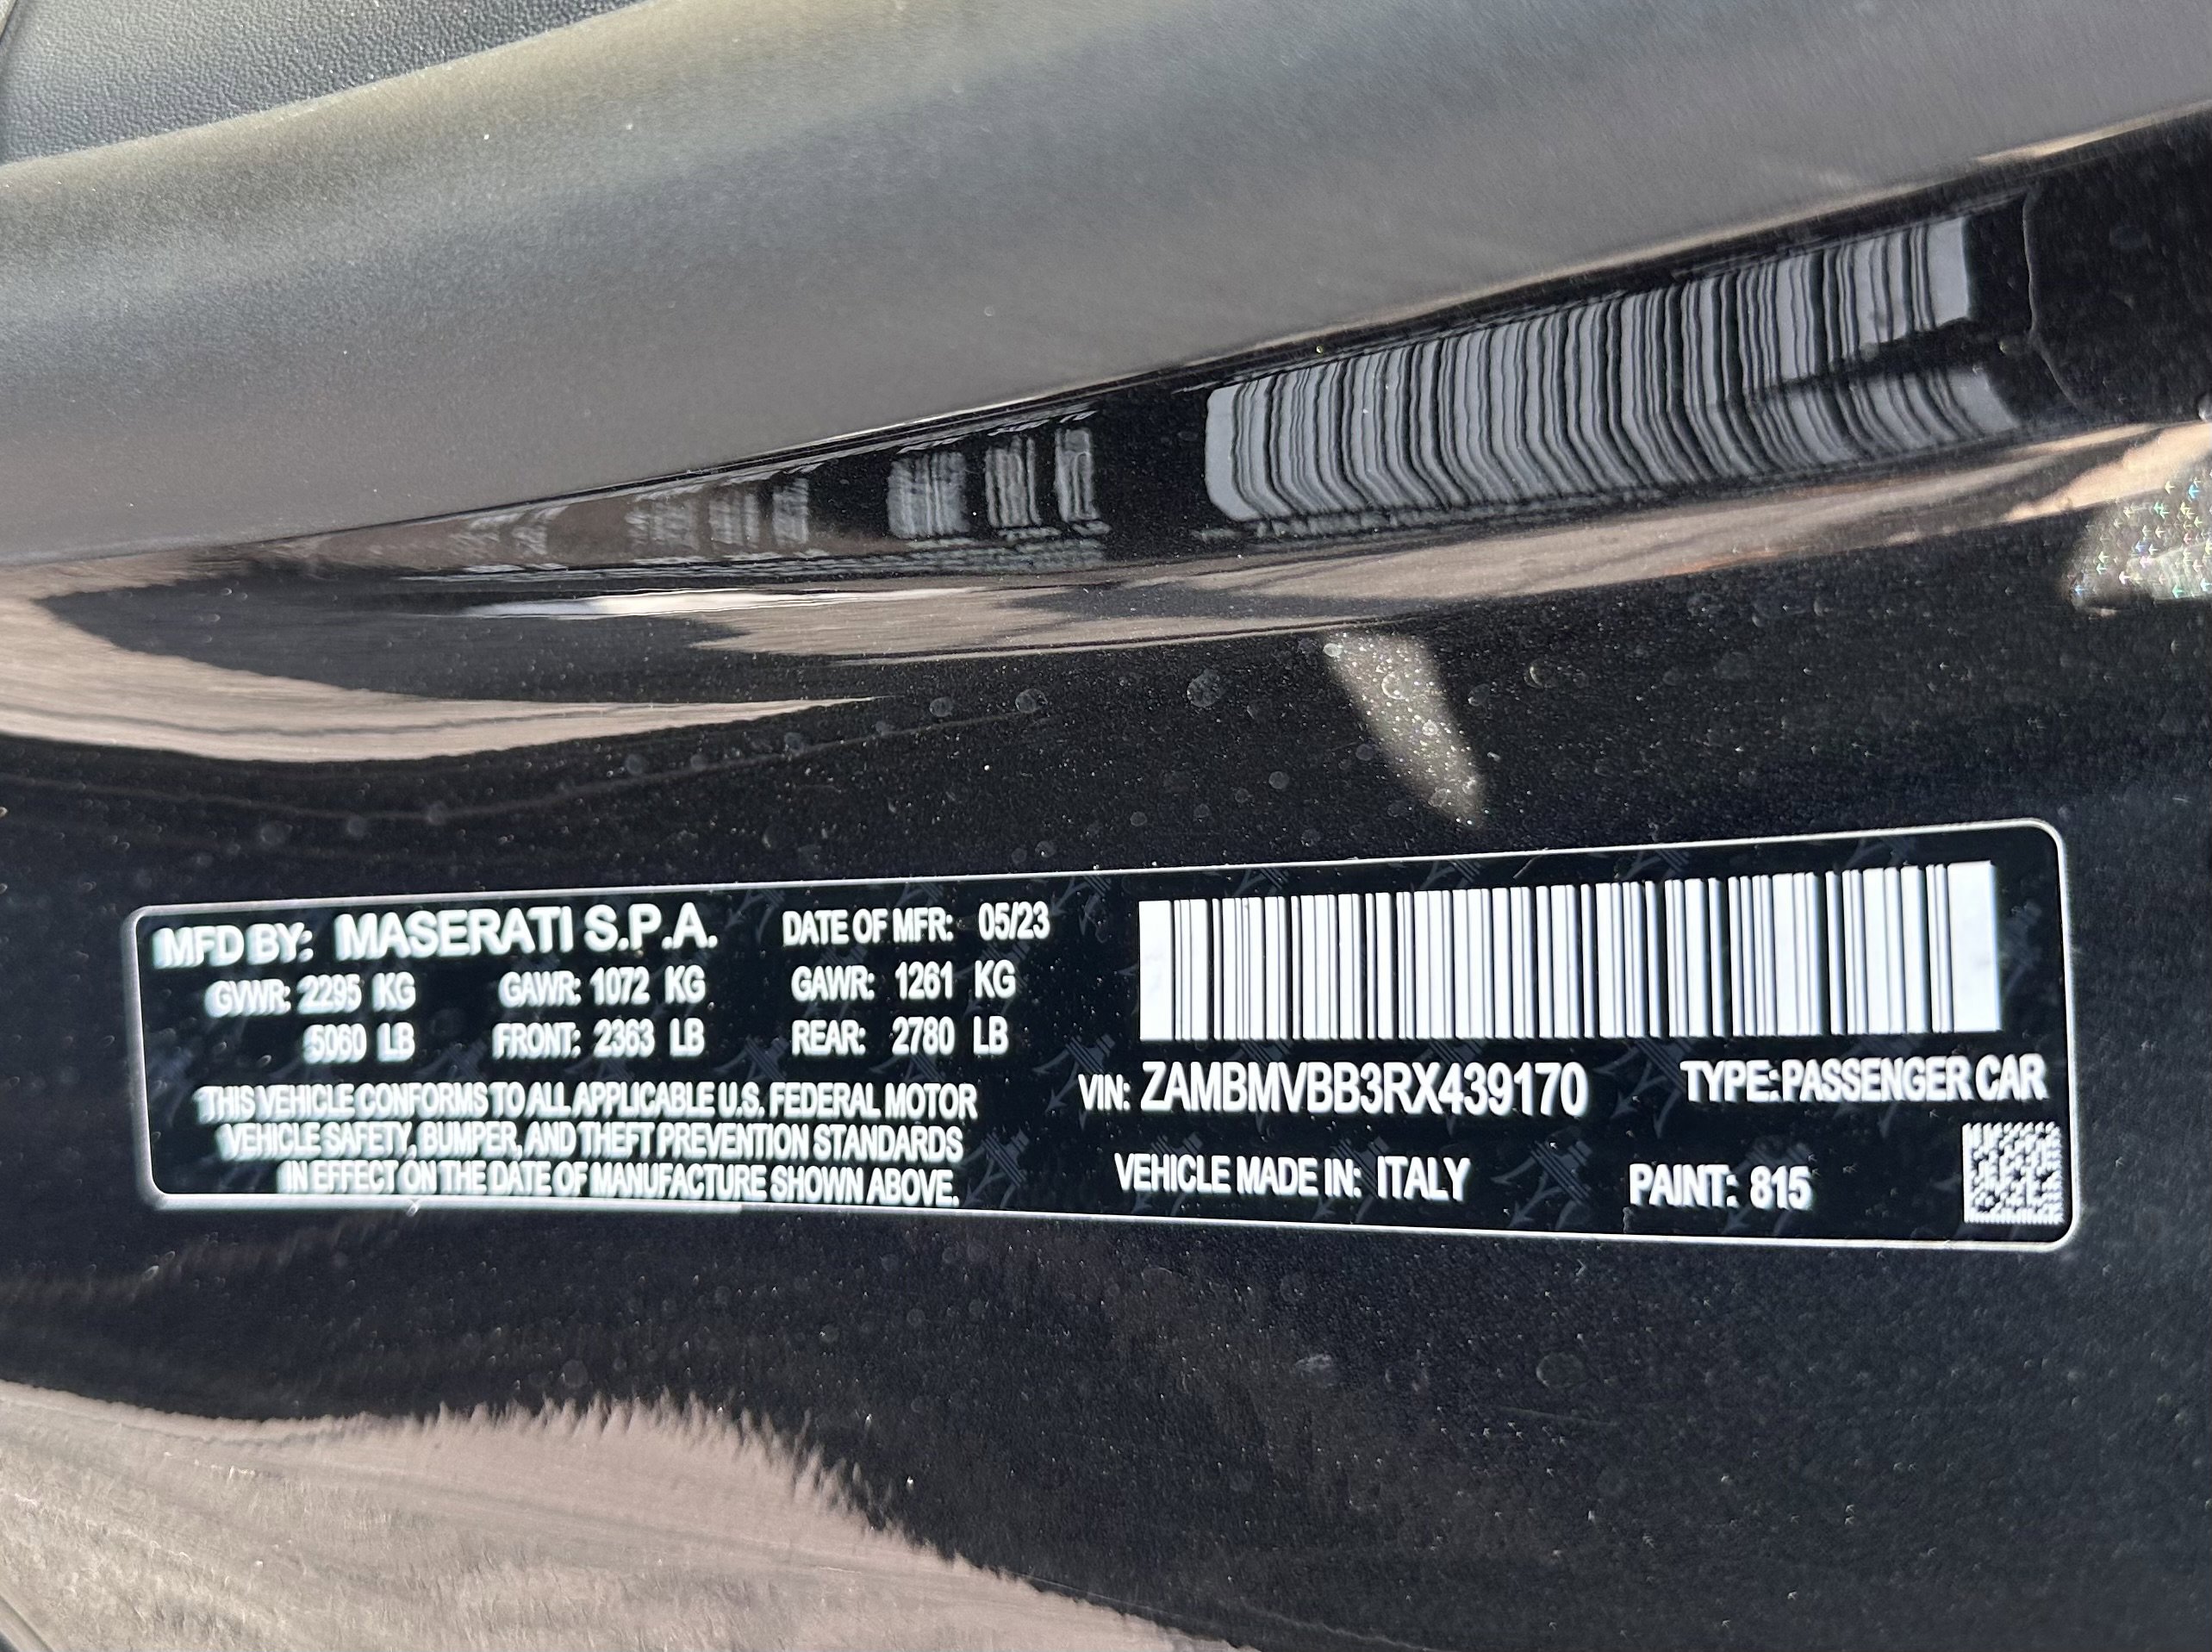 MFD BY: MASERATI S.P.A. DATE OF MFR: 05/23
GVWR: 2295 KG GAWR: 1072 KG GAWR: 1261 KG
5060 LB FRONT: 2363 LB REAR: 2780 LB
THIS VEHICLE CONFORMS TO ALL APPLICABLE U.S. FEDERAL MOTOR
VEHICLE SAFETY, BUMPER, AND THEFT PREVENTION STANDARDS
IN EFFECT ON THE DATE OF MANUFACTURE SHOWN ABOVE.
VIN: ZAMBMVBB3RX439170 TYPE: PASSENGER CAR
VEHICLE MADE IN: ITALY PAINT: 815